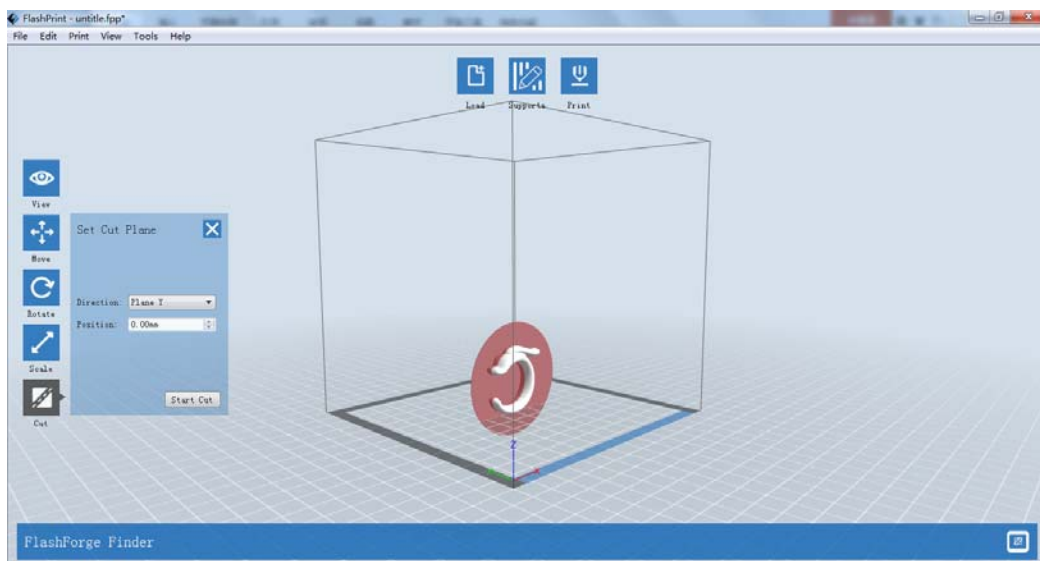 FlashPrint - untitle.fpp*
File Edit Print View Tools Help
Load Supports Print
View
Set Cut Plane
Move
Direction: Plane Y
Rotate
Position: 0.00mm
Scale
Start Cut
Cut
Z
X
FlashForge Finder